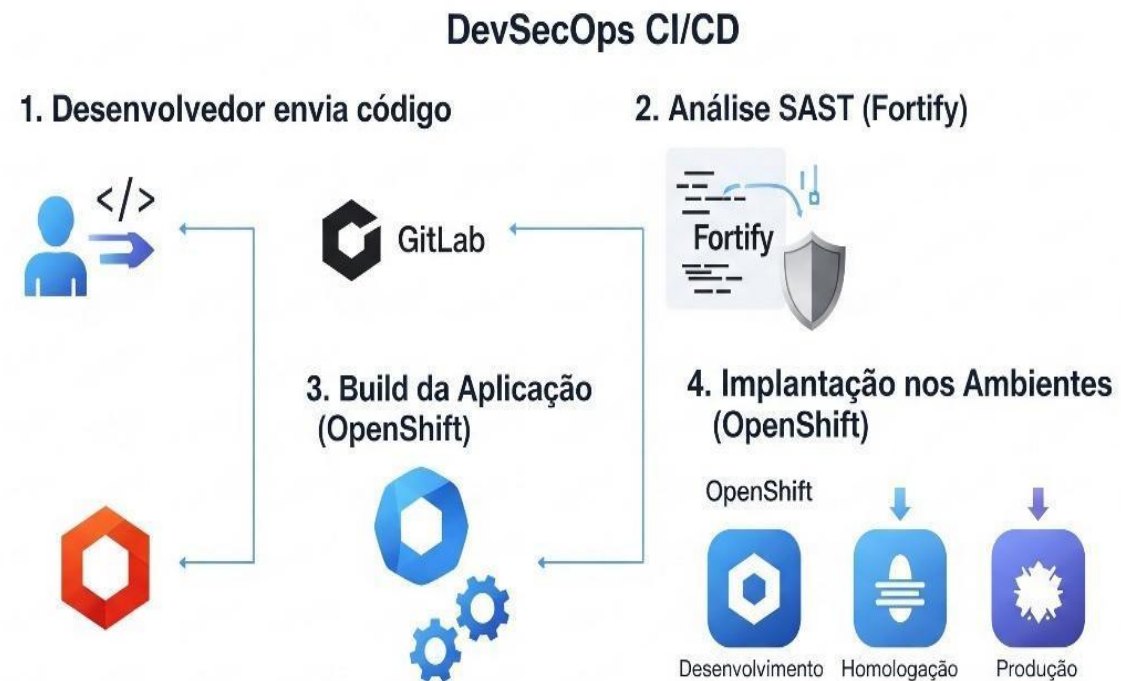 DevSecOps CI/CD
1. Desenvolvedor envia código
2. Análise SAST (Fortify)
</>
GitLab
Fortify
3. Build da Aplicação
(OpenShift)
4. Implantação nos Ambientes
(OpenShift)
OpenShift
Desenvolvimento
Homologação
Produção